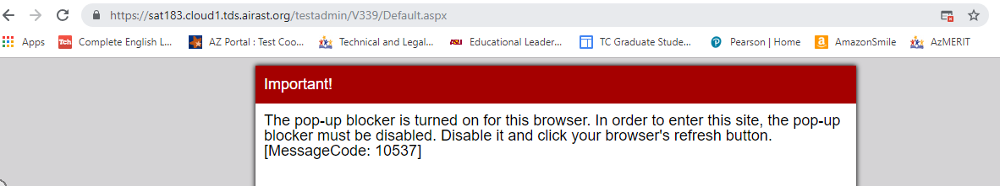 https://sat183.cloud1.tds.airast.org/testadmin/V339/Default.aspx
Apps Tch Complete English L... AZ Portal : Test Coo... Technical and Legal... ASU Educational Leader... TC Graduate Stude... P Pearson | Home a AmazonSmile AzMERIT
Important!
The pop-up blocker is turned on for this browser. In order to enter this site, the pop-up
blocker must be disabled. Disable it and click your browser's refresh button.
[MessageCode: 10537]